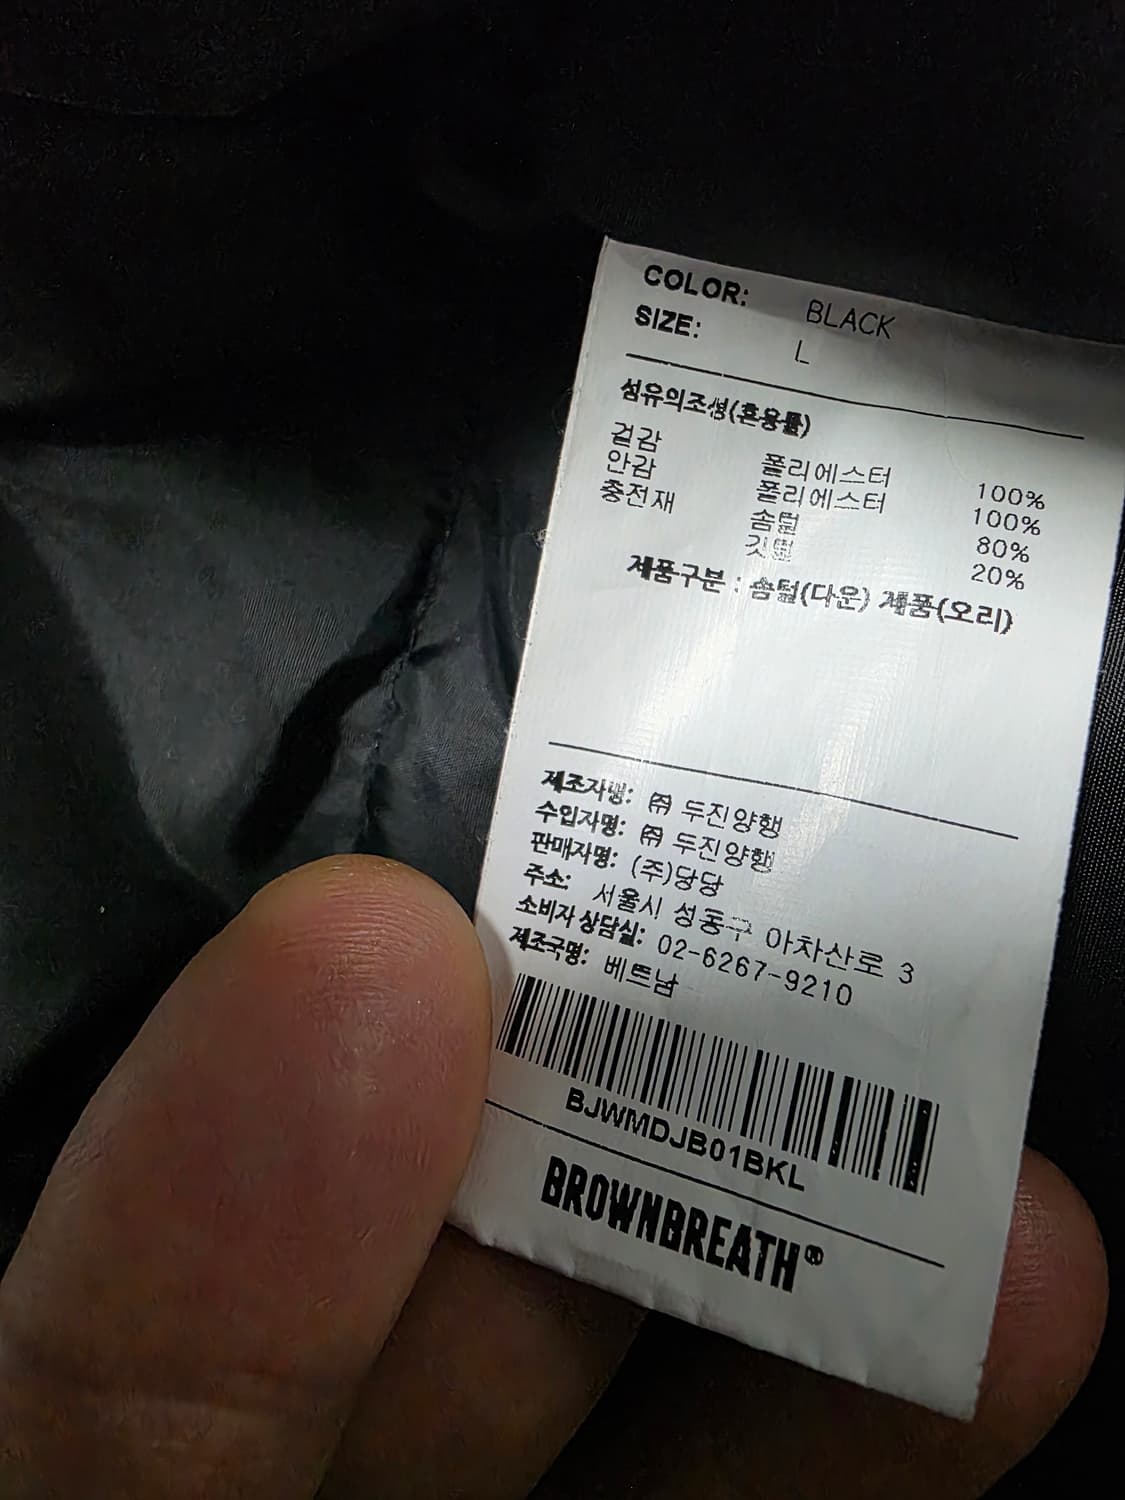 COLOR: BLACK
SIZE: L
섬유의조성(혼용률)
겉감 폴리에스터 100%
안감 폴리에스터 100%
충전재 솜털 80%
깃털 20%
제품구분 : 솜털(다운) 제품(오리)
제조자명: ㈜ 두진양행
수입자명: ㈜ 두진양행
판매자명: (주)당당
주소: 서울시 성동구 아차산로 3
소비자 상담실: 02-6267-9210
제조국명: 베트남
BJWMDJB01BKL
BROWNBREATH®